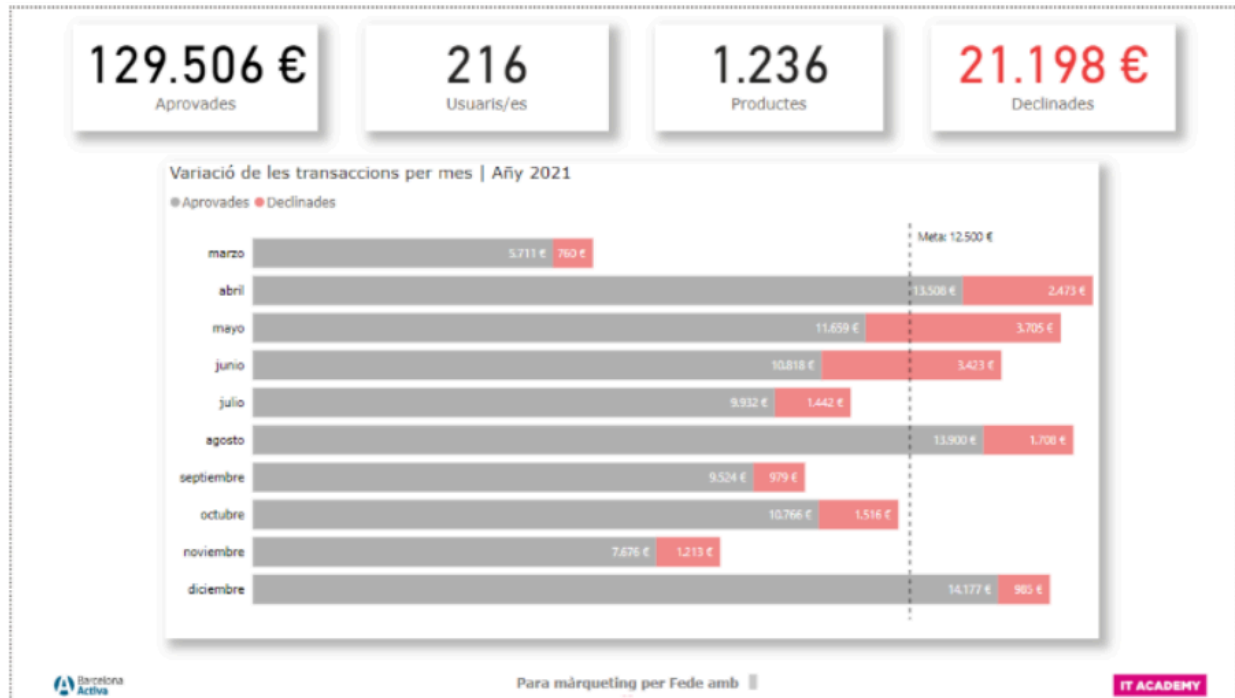 129.506 €
Aprovades
216
Usuaris/es
1.236
Productes
21.198 €
Declinades
Variació de les transaccions per mes | Añy 2021
Aprovades Declinades
Meta: 12.500 €
marzo 5.711 € 760 €
abril 13.508 € 2.473 €
mayo 11.659 € 3.705 €
junio 10.818 € 3.423 €
julio 9.932 € 1.442 €
agosto 13.900 € 1.708 €
septiembre 9.524 € 979 €
octubre 10.766 € 1.516 €
noviembre 7.676 € 1.213 €
diciembre 14.177 € 985 €
Barcelona
Activa
Para màrqueting per Fede amb
IT ACADEMY